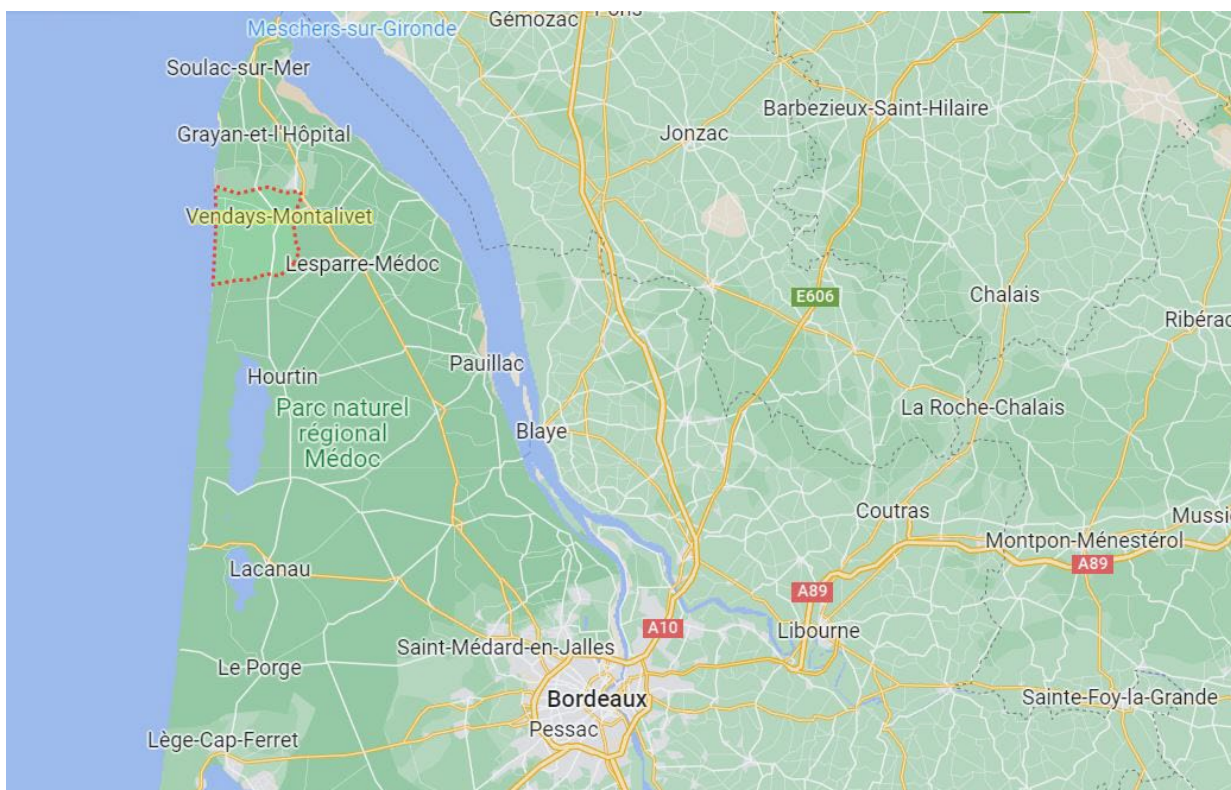 Gémozac
Meschers-sur-Gironde
Soulac-sur-Mer
Barbezieux-Saint-Hilaire
Grayan-et-l'Hôpital
Jonzac
Vendays-Montalivet
Lesparre-Médoc
E606
Chalais
Ribérac
Pauillac
Hourtin
Parc naturel
régional
Médoc
La Roche-Chalais
Blaye
Coutras
Mussi
Montpon-Ménestérol
A89
Lacanau
A89
A10
Libourne
Saint-Médard-en-Jalles
Le Porge
Bordeaux
Sainte-Foy-la-Grande
Pessac
Lège-Cap-Ferret